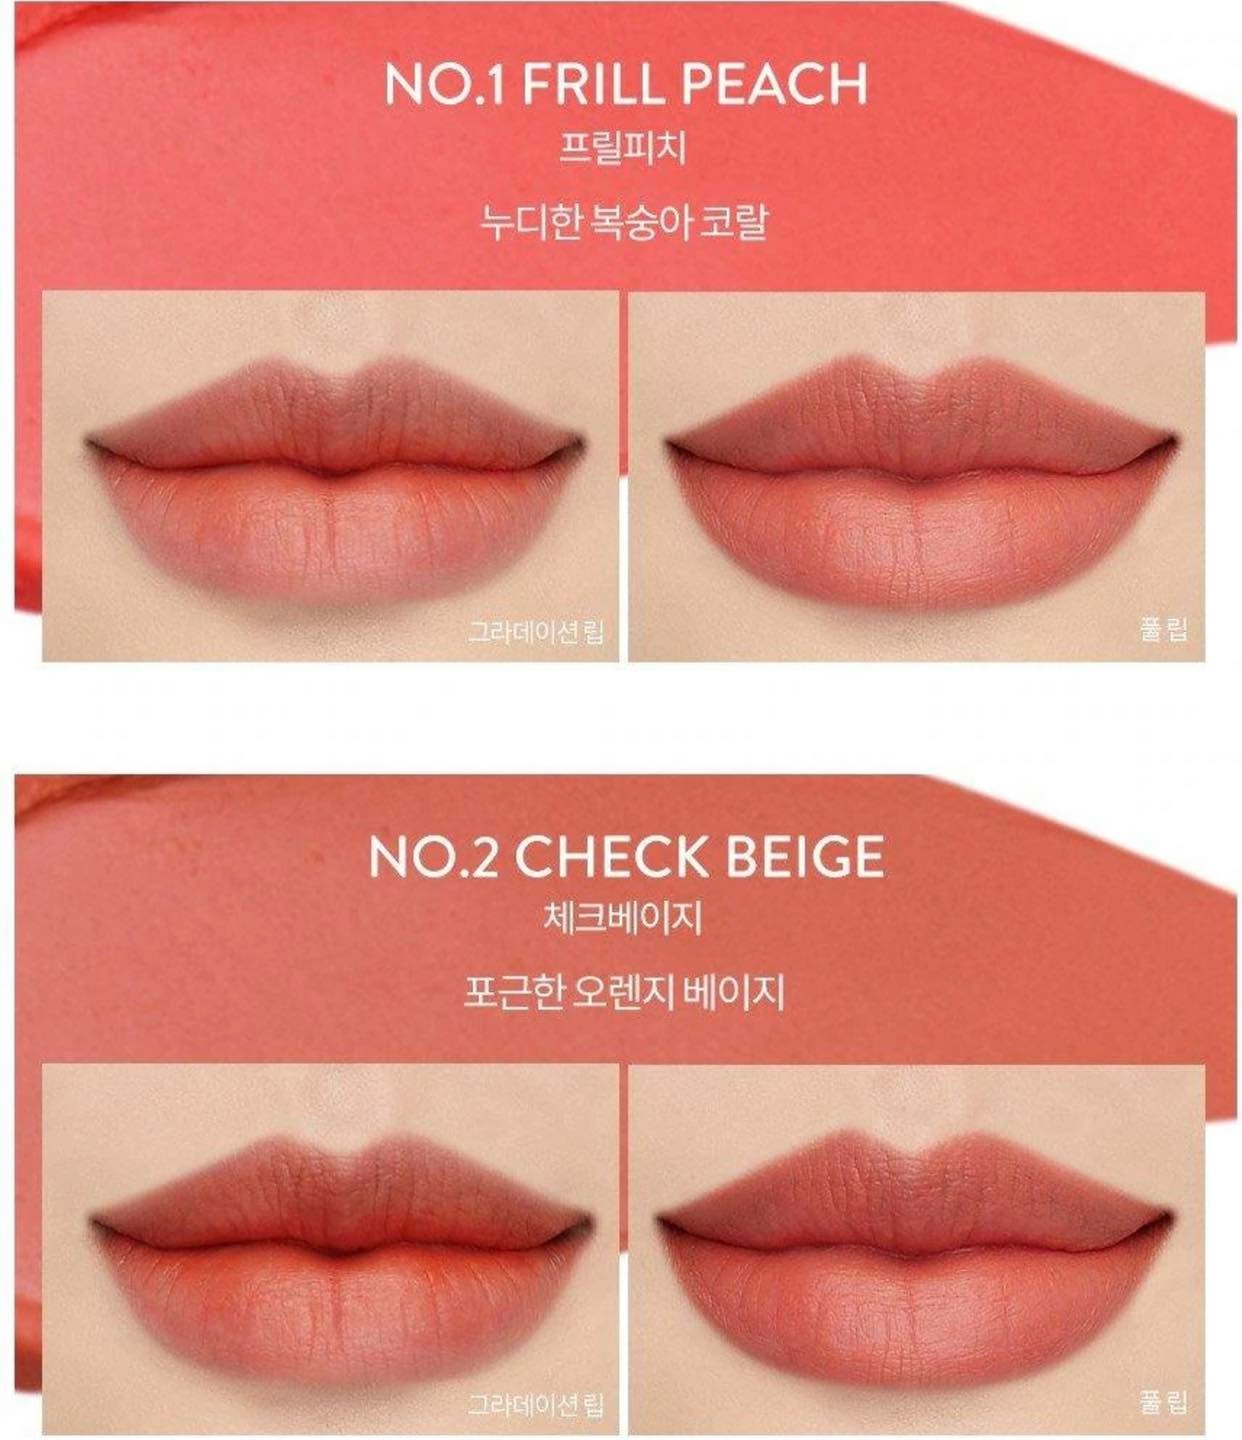 NO.1 FRILL PEACH
프릴피치
누디한 복숭아 코랄
그라데이션 립
풀 립
NO.2 CHECK BEIGE
체크베이지
포근한 오렌지 베이지
그라데이션 립
풀 립